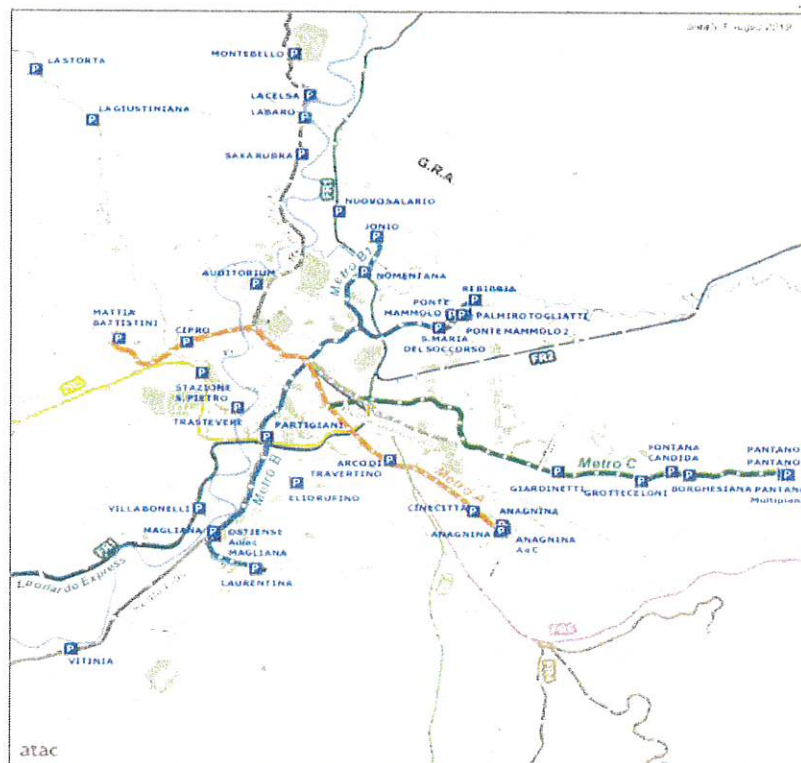 MONTEBELLO
LA STORTA
LA CELSA
LA GIUSTINIANA
LABARO
SAXA RUBRA
G.R.A.
FR1
NUOVO SALARIO
JONIO
Metro B1
NOMENTANA
AUDITORIUM
REBIBBIA
PONTE
MAMMOLO
PALMIRO TOGLIATTI
MATTIA
BATTISTINI
CIPRO
S. MARIA
DEL SOCCORSO
PONTE MAMMOLO 2
FR2
STAZIONE
S. PIETRO
TRASTEVERE
PARTIGIANI
Metro B
ARCO DI
TRAVERTINO
Metro A
Metro C
FONTANA
CANDIDA
PANTANO
PANTANO
GIARDINETTI
GROTTE CELONI
BORGHESIANA
PANTANO
Multipiano
ELIO RUFINO
VILLA BONELLI
CINECITTÀ
ANAGNINA
MAGLIANA
OSTIENSE
MAGLIANA
ANAGNINA
ANAGNINA
A e C
Leonardo Express
LAURENTINA
VITINIA
atac